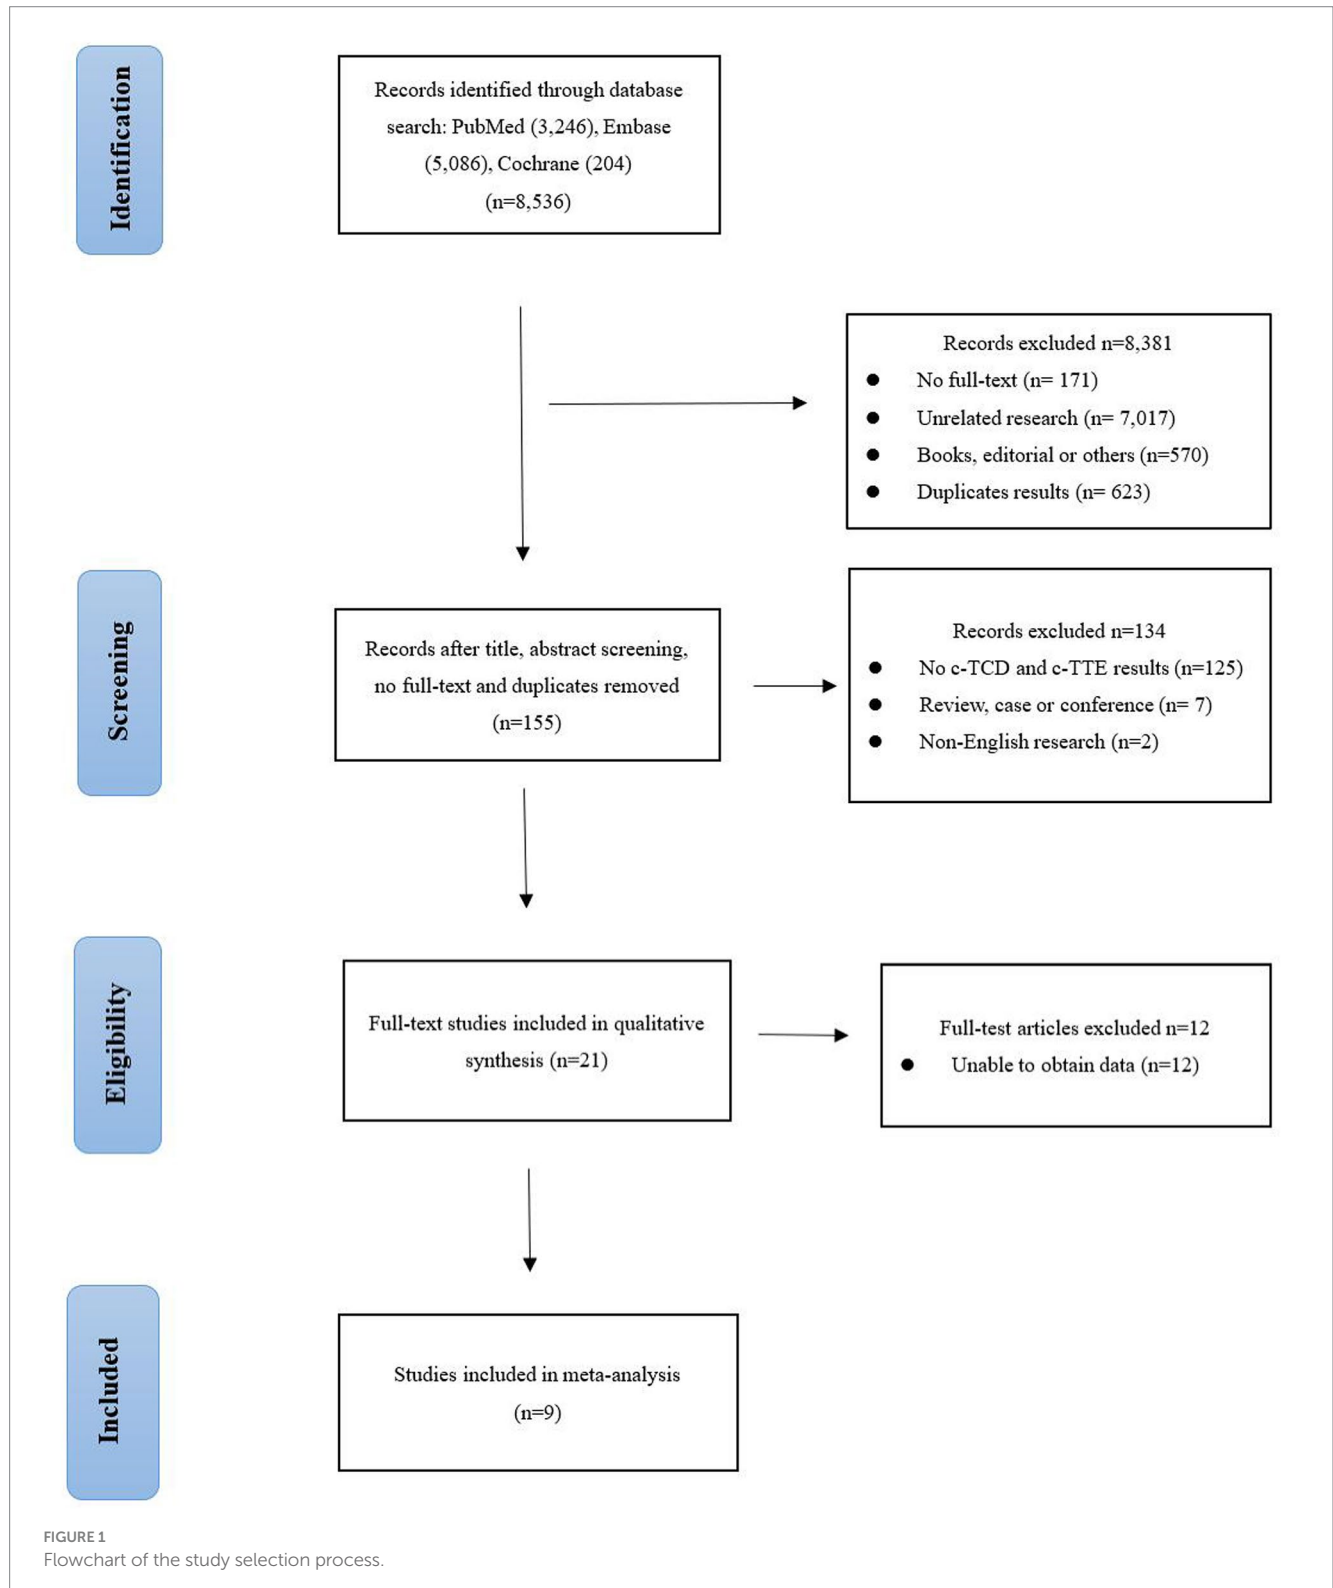 Identification
Records identified through database
search: PubMed (3,246), Embase
(5,086), Cochrane (204)
(n=8,536)
Records excluded n=8,381
● No full-text (n= 171)
● Unrelated research (n= 7,017)
● Books, editorial or others (n=570)
● Duplicates results (n= 623)
Screening
Records after title, abstract screening,
no full-text and duplicates removed
(n=155)
Records excluded n=134
● No c-TCD and c-TTE results (n=125)
● Review, case or conference (n= 7)
● Non-English research (n=2)
Eligibility
Full-text studies included in qualitative
synthesis (n=21)
Full-test articles excluded n=12
● Unable to obtain data (n=12)
Included
Studies included in meta-analysis
(n=9)
FIGURE 1
Flowchart of the study selection process.